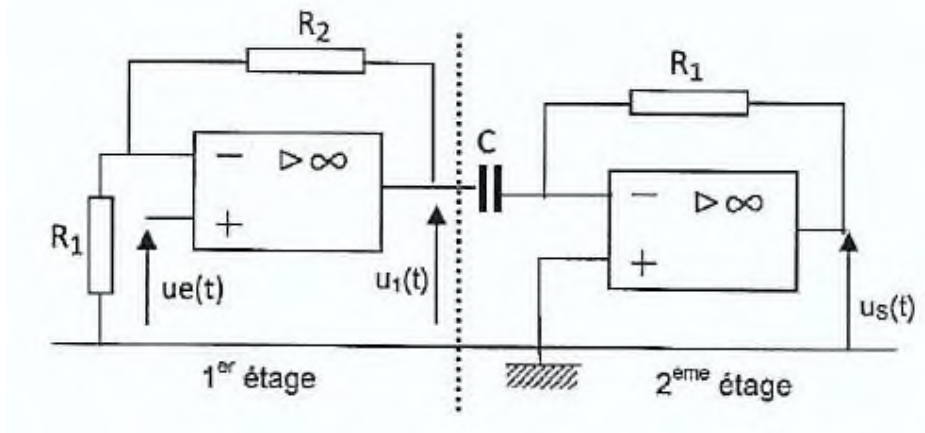 R₂
R₁
C
− ▷ ∞
+
− ▷ ∞
+
R₁
ue(t)
u₁(t)
uS(t)
1er étage
2ème étage